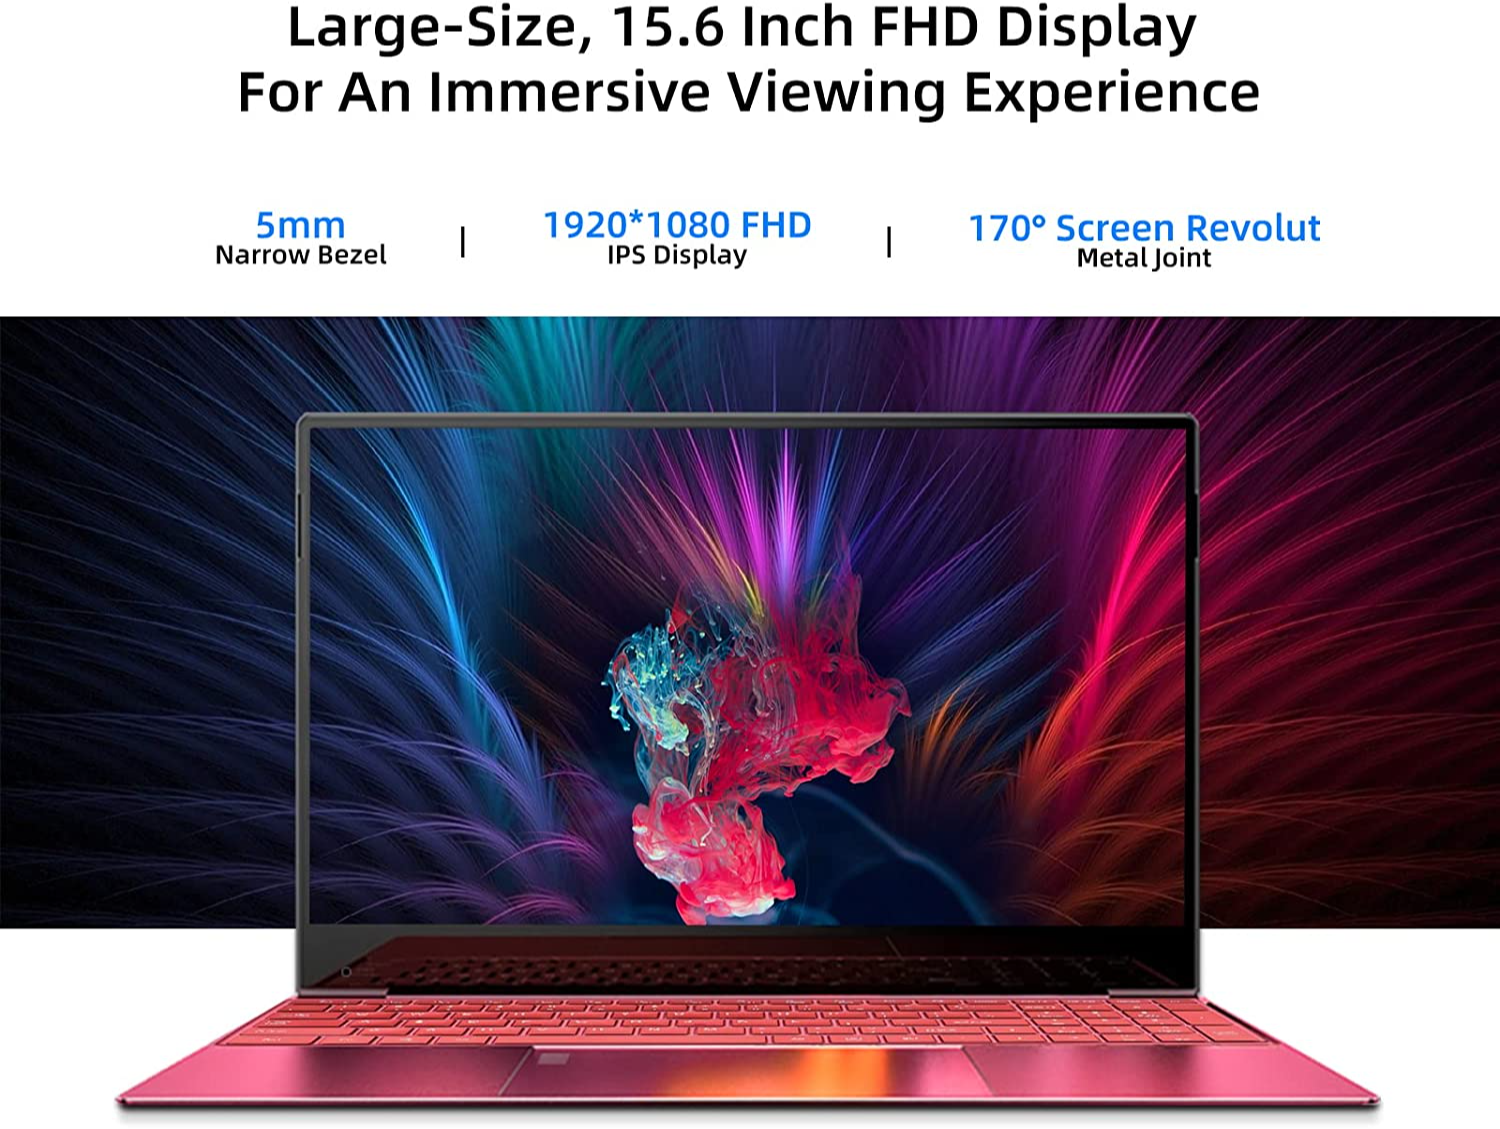 Large-Size, 15.6 Inch FHD Display
For An Immersive Viewing Experience
5mm
Narrow Bezel
1920*1080 FHD
IPS Display
170° Screen Revolut
Metal Joint